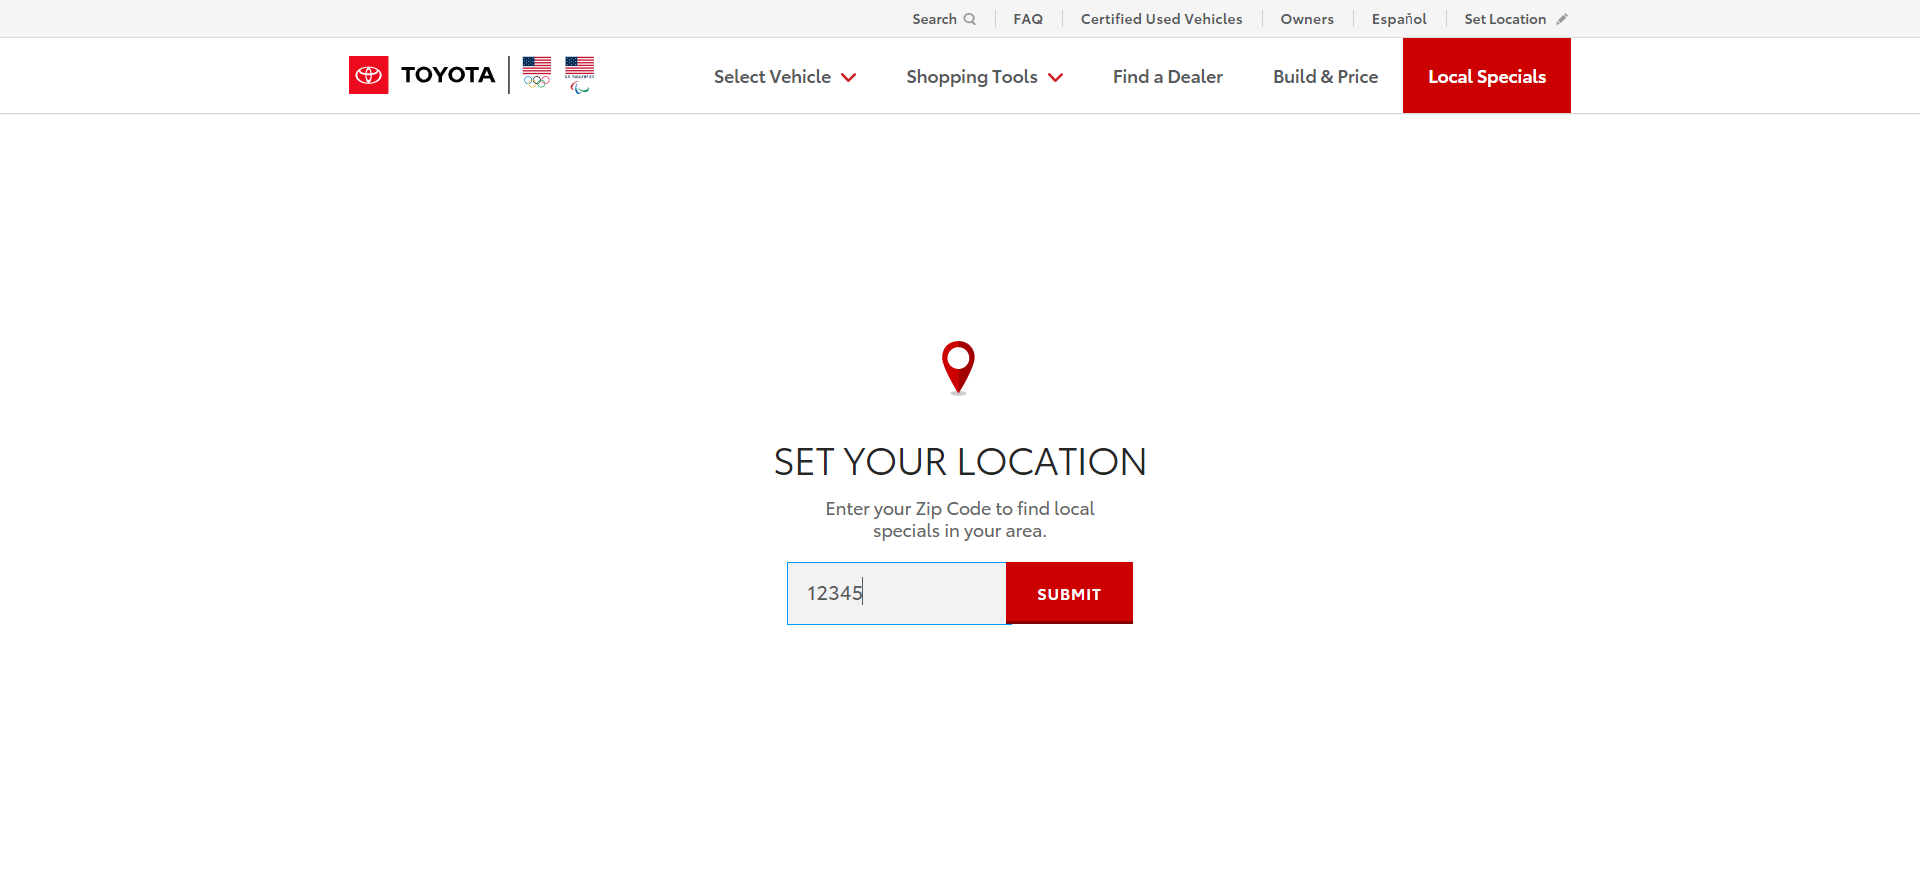 Search
FAQ
Certified Used Vehicles
Owners
Español
Set Location
TOYOTA
Select Vehicle
Shopping Tools
Find a Dealer
Build & Price
Local Specials
SET YOUR LOCATION
Enter your Zip Code to find local
specials in your area.
12345
SUBMIT